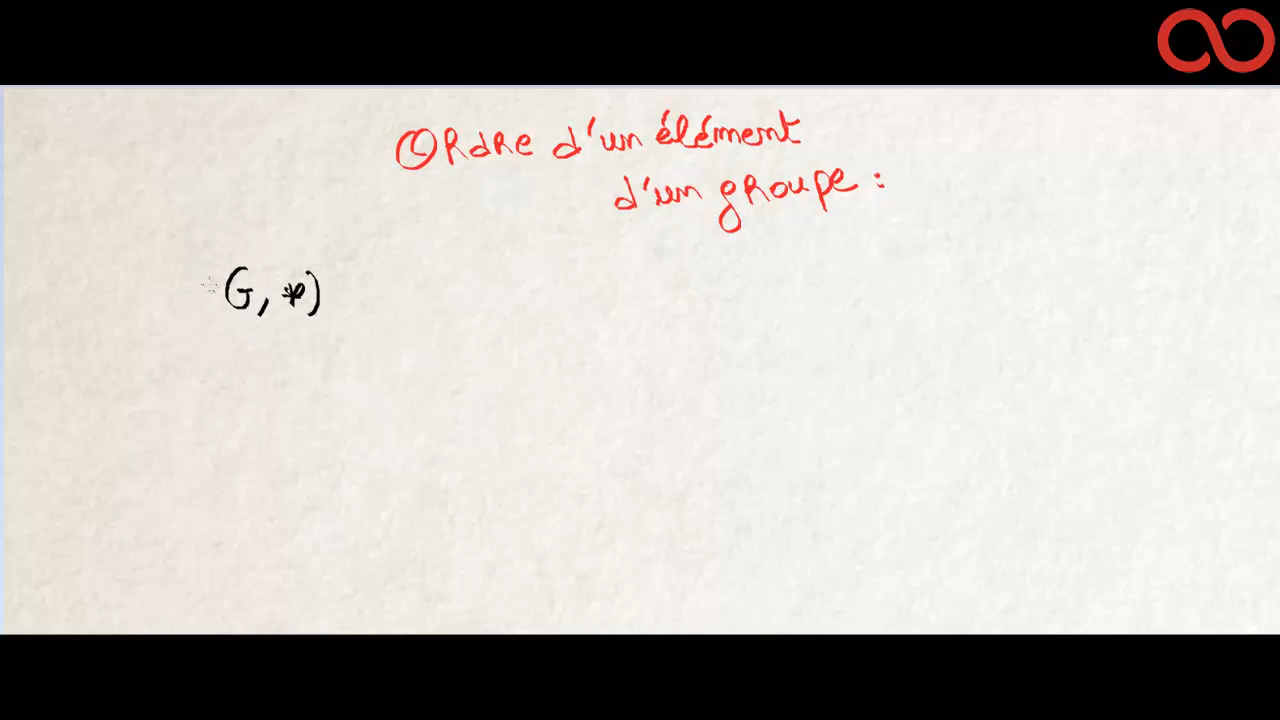 Ordre d'un élément
d'un groupe :
(G, *)